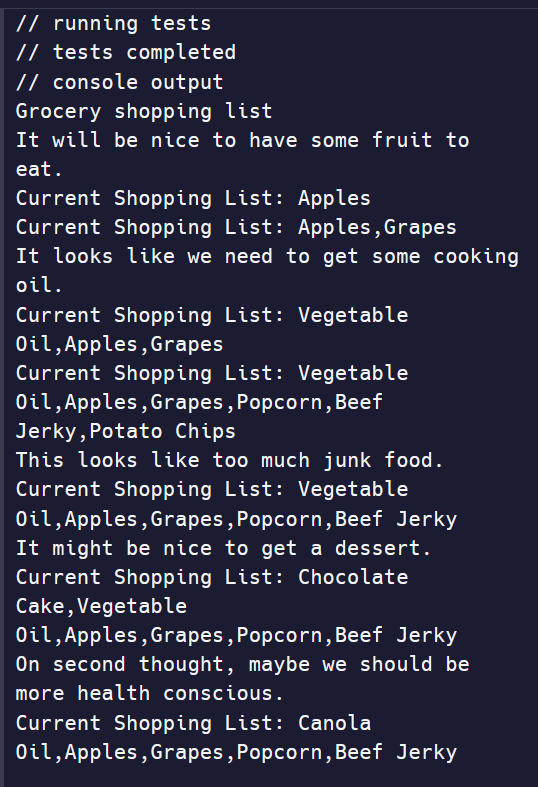 // running tests
// tests completed
// console output
Grocery shopping list
It will be nice to have some fruit to
eat.
Current Shopping List: Apples
Current Shopping List: Apples,Grapes
It looks like we need to get some cooking
oil.
Current Shopping List: Vegetable
Oil,Apples,Grapes
Current Shopping List: Vegetable
Oil,Apples,Grapes,Popcorn,Beef
Jerky,Potato Chips
This looks like too much junk food.
Current Shopping List: Vegetable
Oil,Apples,Grapes,Popcorn,Beef Jerky
It might be nice to get a dessert.
Current Shopping List: Chocolate
Cake,Vegetable
Oil,Apples,Grapes,Popcorn,Beef Jerky
On second thought, maybe we should be
more health conscious.
Current Shopping List: Canola
Oil,Apples,Grapes,Popcorn,Beef Jerky